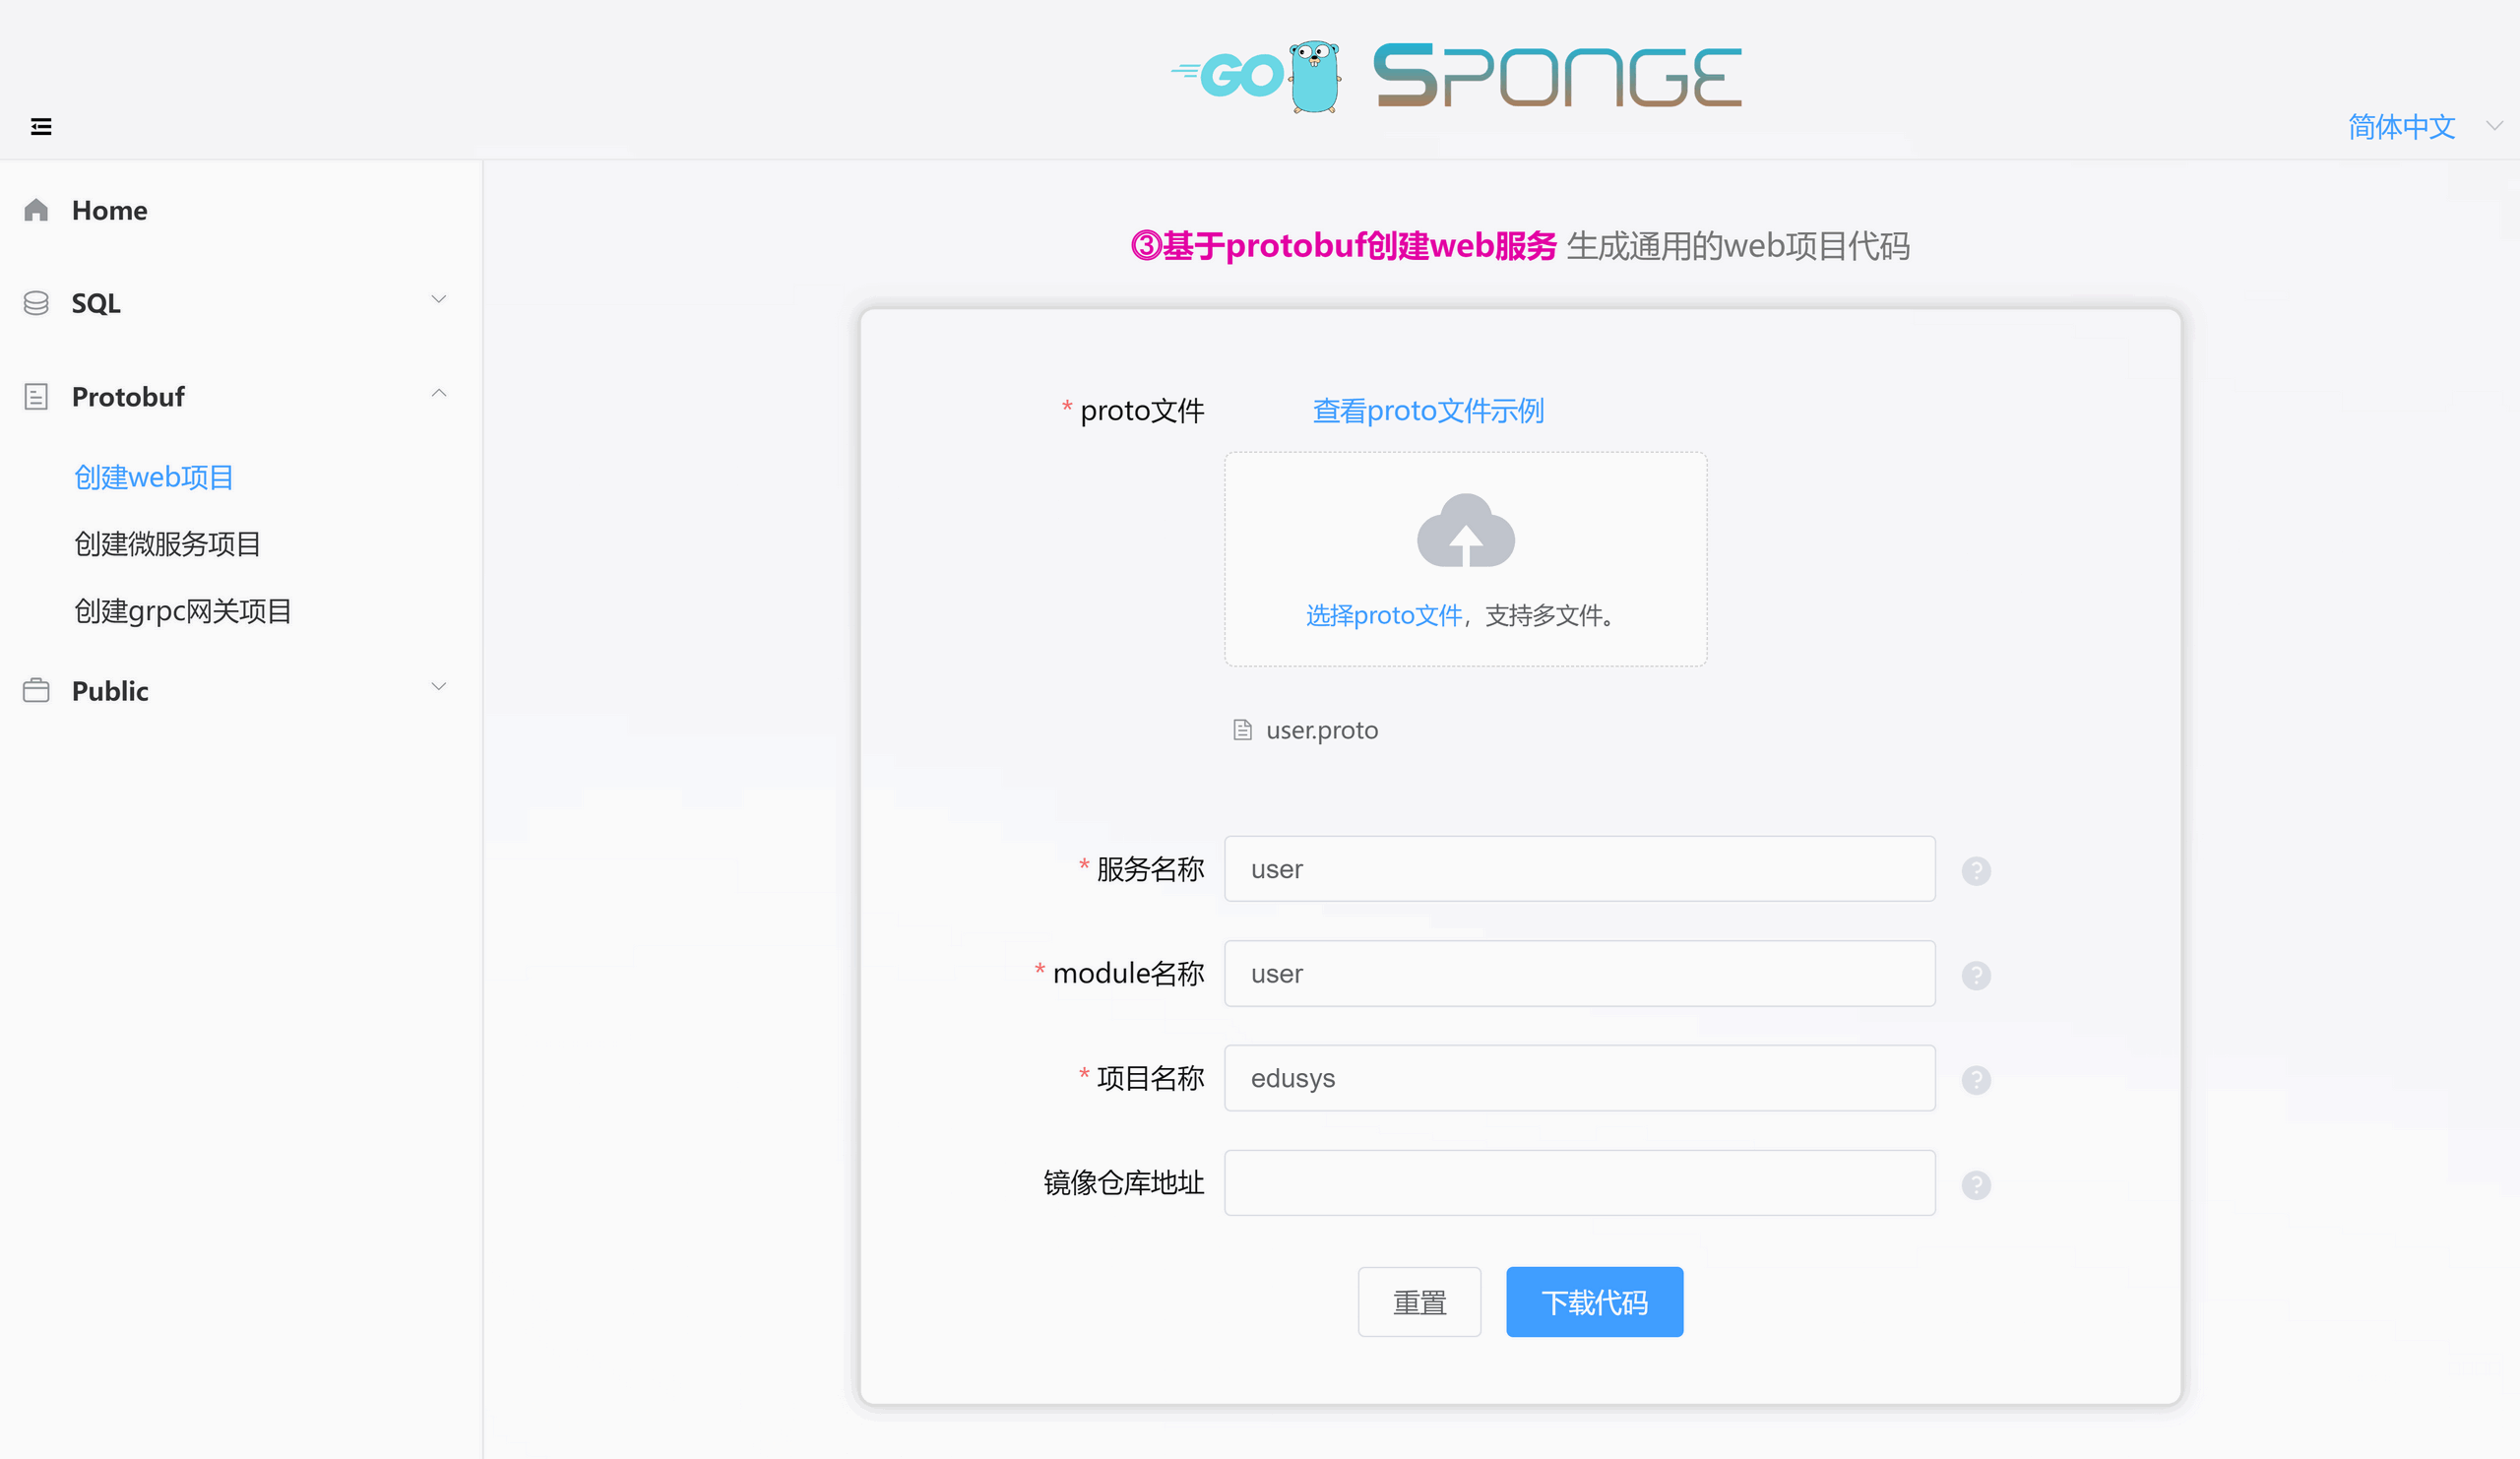 GO SPONGE
简体中文
Home
SQL
Protobuf
创建web项目
创建微服务项目
创建grpc网关项目
Public
③基于protobuf创建web服务 生成通用的web项目代码
* proto文件 查看proto文件示例
选择proto文件，支持多文件。
user.proto
* 服务名称 user ?
* module名称 user ?
* 项目名称 edusys ?
镜像仓库地址 ?
重置 下载代码